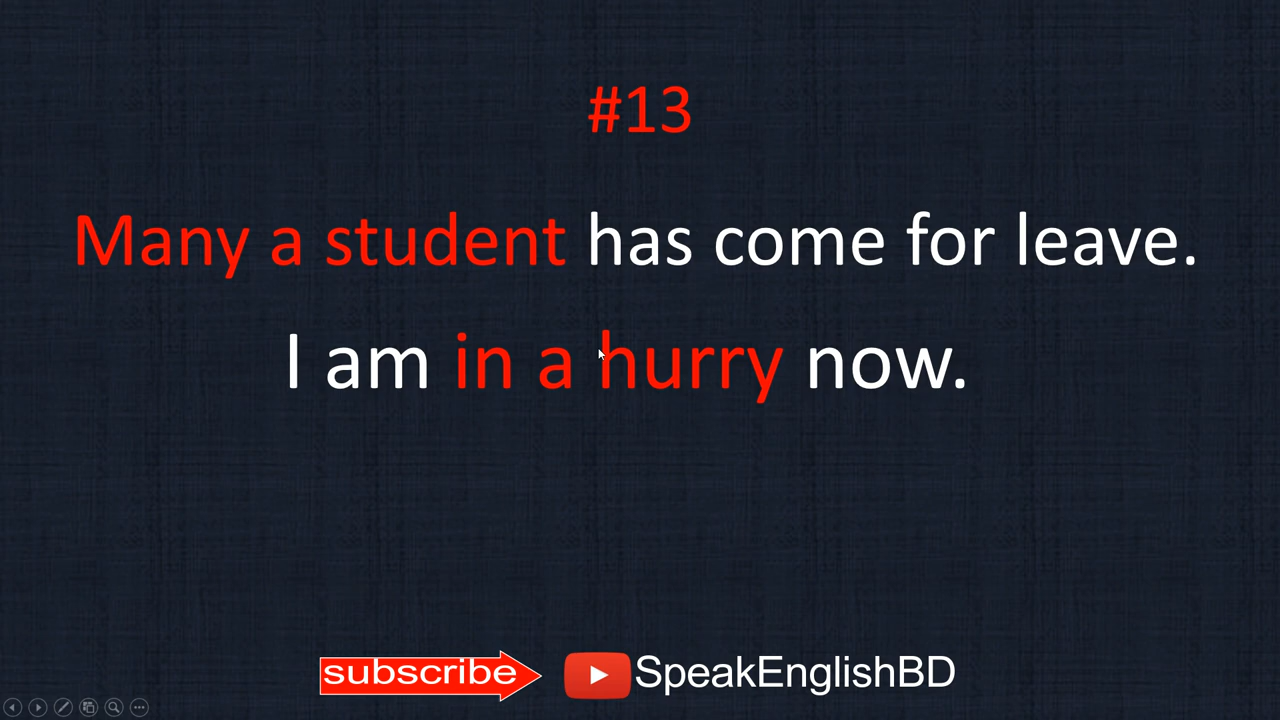 #13
Many a student has come for leave.
I am in a hurry now.
subscribe SpeakEnglishBD